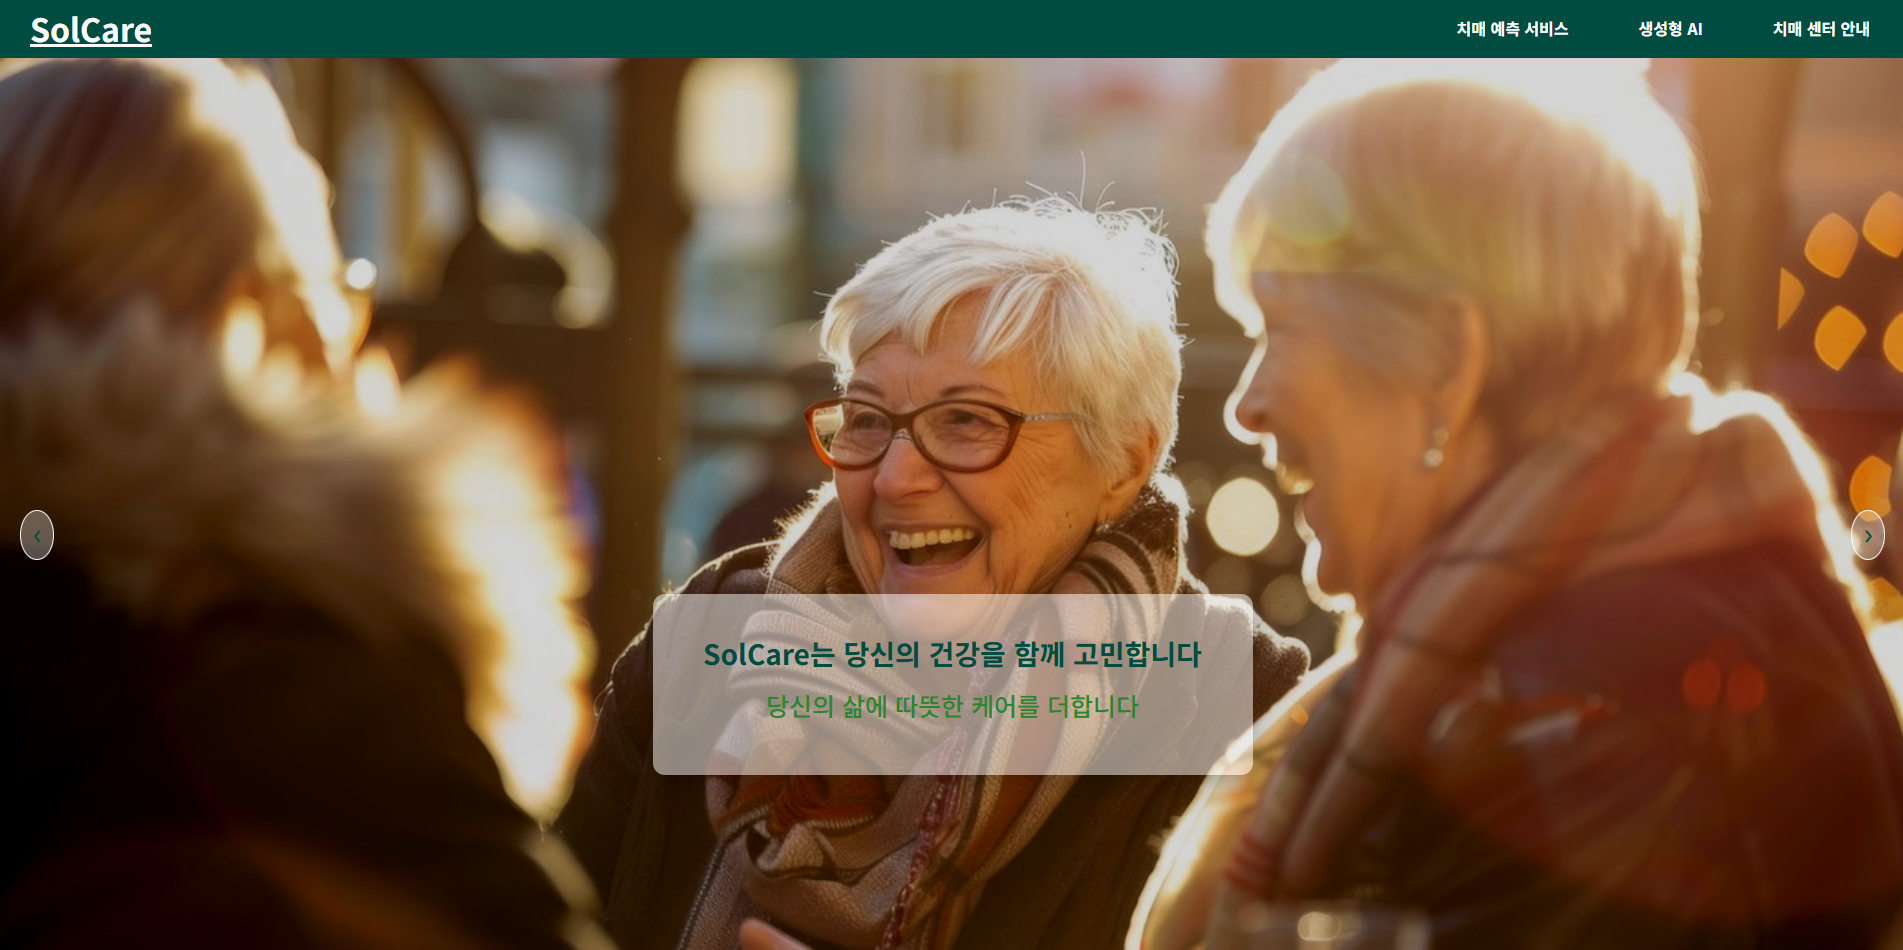 SolCare
치매 예측 서비스
생성형 AI
치매 센터 안내
‹
›
SolCare는 당신의 건강을 함께 고민합니다
당신의 삶에 따뜻한 케어를 더합니다